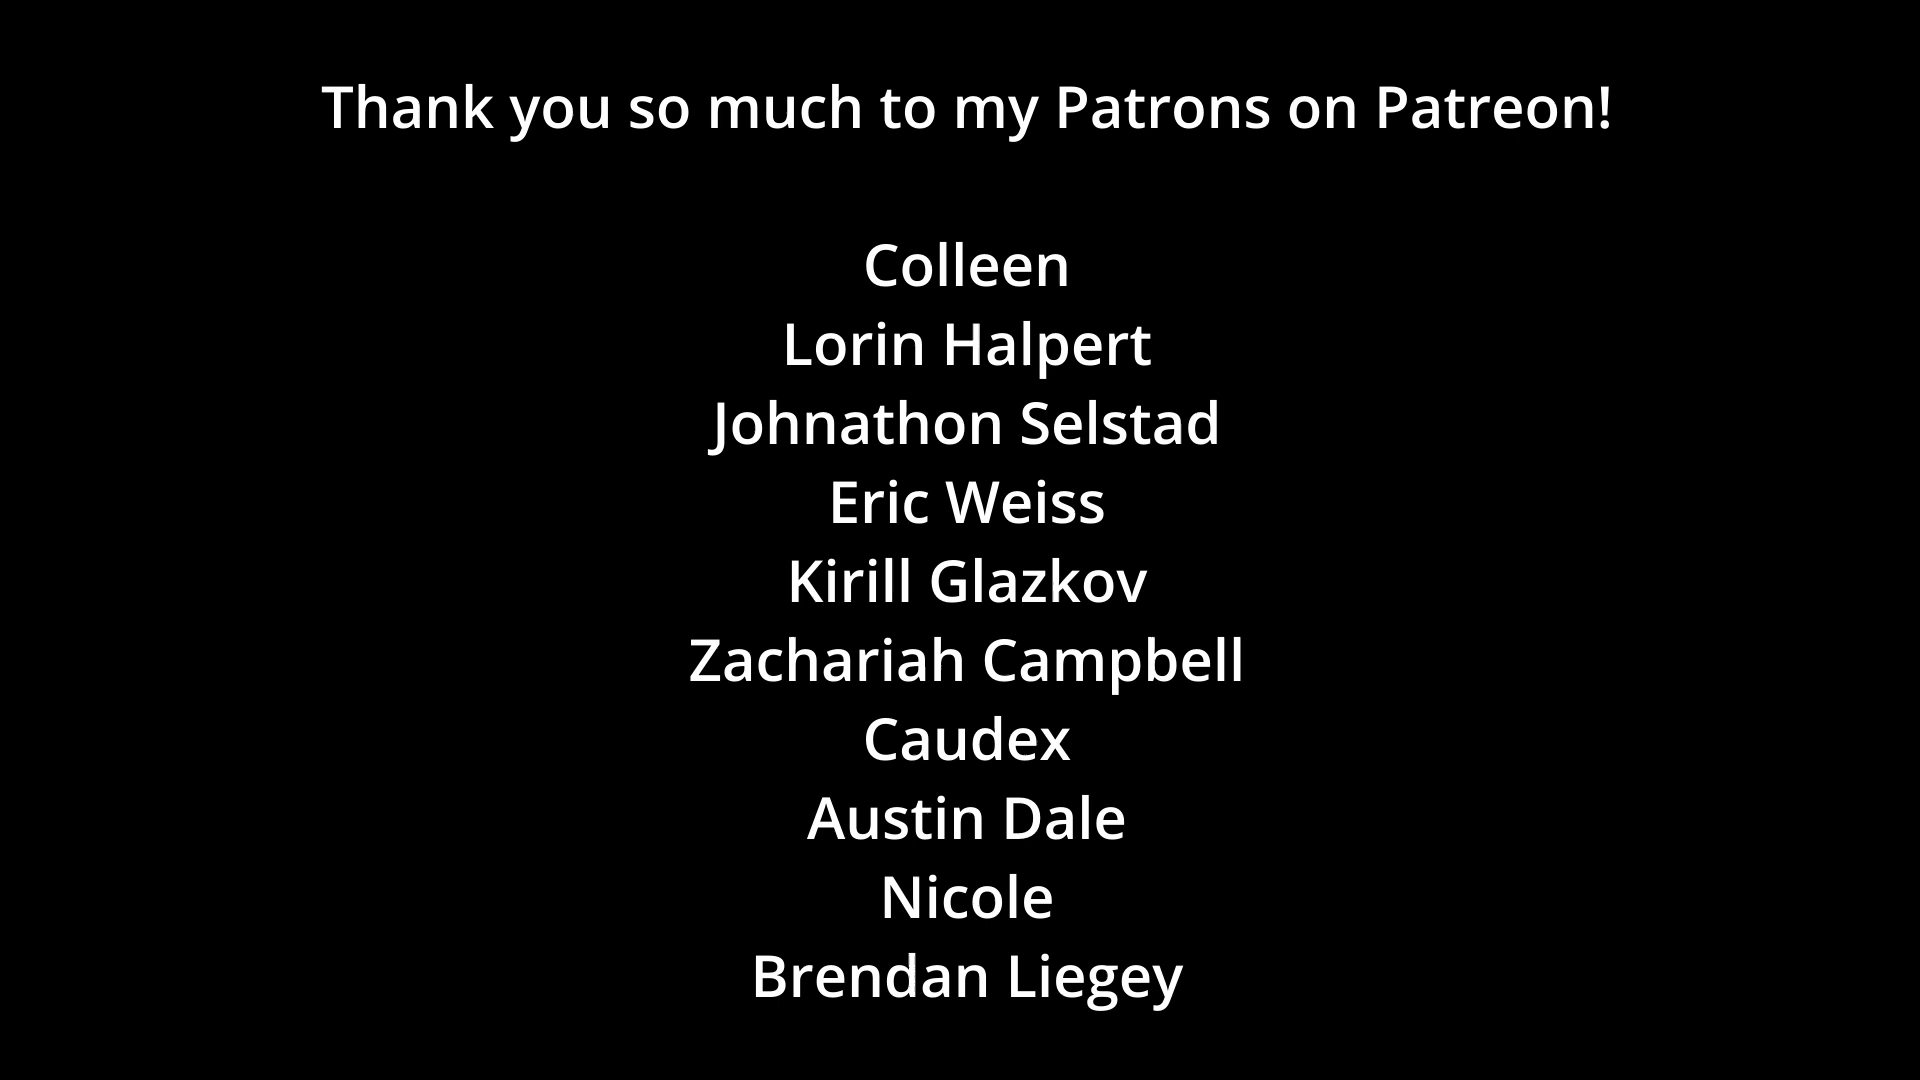 Thank you so much to my Patrons on Patreon!
Colleen
Lorin Halpert
Johnathon Selstad
Eric Weiss
Kirill Glazkov
Zachariah Campbell
Caudex
Austin Dale
Nicole
Brendan Liegey